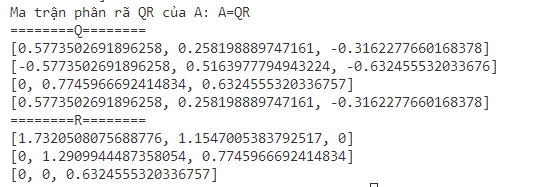 Ma trận phân rã QR của A: A=QR
========Q========
[0.5773502691896258, 0.258198889747161, -0.3162277660168378]
[-0.5773502691896258, 0.5163977794943224, -0.632455532033676]
[0, 0.7745966692414834, 0.6324555320336757]
[0.5773502691896258, 0.258198889747161, -0.3162277660168378]
========R========
[1.7320508075688776, 1.1547005383792517, 0]
[0, 1.2909944487358054, 0.7745966692414834]
[0, 0, 0.6324555320336757]